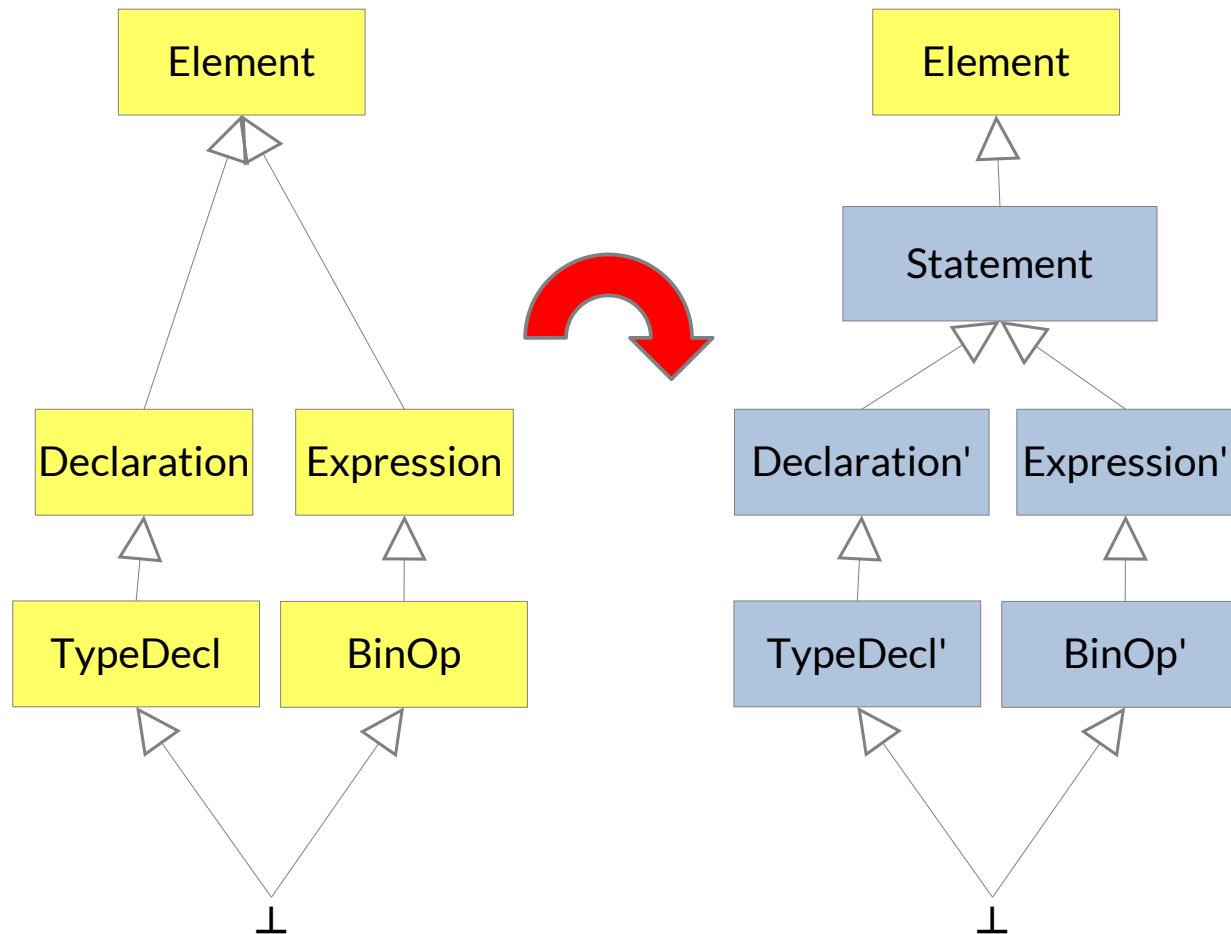 Element
Declaration
Expression
TypeDecl
BinOp
⊥
Element
Statement
Declaration'
Expression'
TypeDecl'
BinOp'
⊥